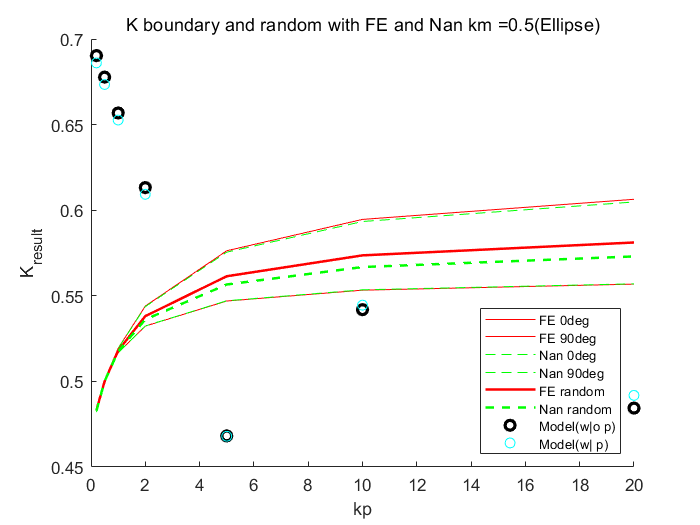 K boundary and random with FE and Nan km =0.5(Ellipse)
0.7
0.65
0.6
0.55
0.5
0.45
K_result
0 2 4 6 8 10 12 14 16 18 20
kp
FE 0deg
FE 90deg
Nan 0deg
Nan 90deg
FE random
Nan random
Model(w|o p)
Model(w| p)